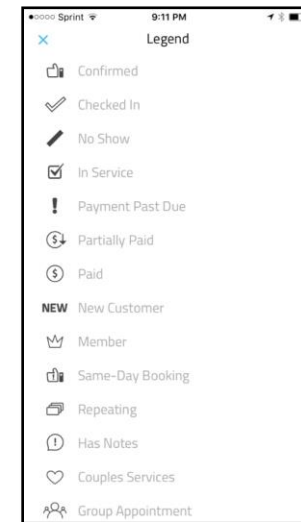 Sprint 9:11 PM
Legend
Confirmed
Checked In
No Show
In Service
! Payment Past Due
$ Partially Paid
$ Paid
NEW New Customer
Member
1 Same-Day Booking
Repeating
! Has Notes
Couples Services
Group Appointment